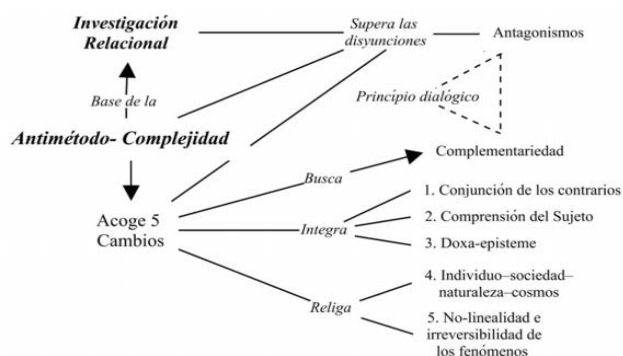 Investigación
Relacional
Supera las
disyunciones
Antagonismos
Base de la
Princípio dialógico
Antimétodo- Complejidad
Complementariedad
Busca
Acoge 5
Cambios
1. Conjunción de los contrarios
Integra
2. Comprensión del Sujeto
3. Doxa-episteme
4. Individuo–sociedad–
naturaleza–cosmos
Religa
5. No-linealidad e
irreversibilidad de
los fenómenos